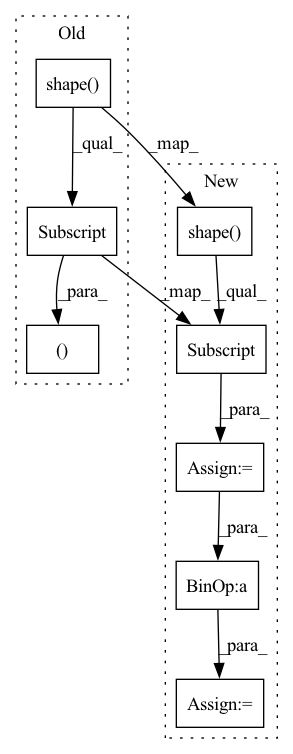 Old
shape()
_qual_
_map_
New
Subscript
shape()
_para_
_map_
_qual_
()
Subscript
_para_
Assign:=
_para_
BinOp:a
_para_
Assign:=